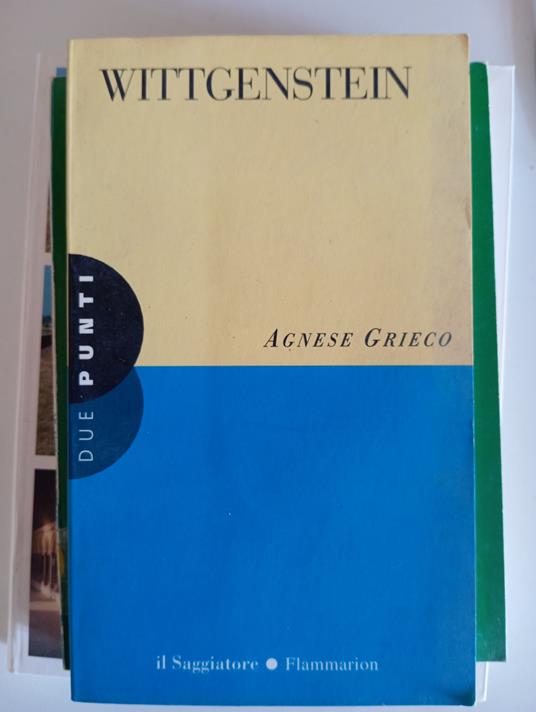 WITTGENSTEIN
AGNESE GRIECO
DUE PUNTI
il Saggiatore ● Flammarion